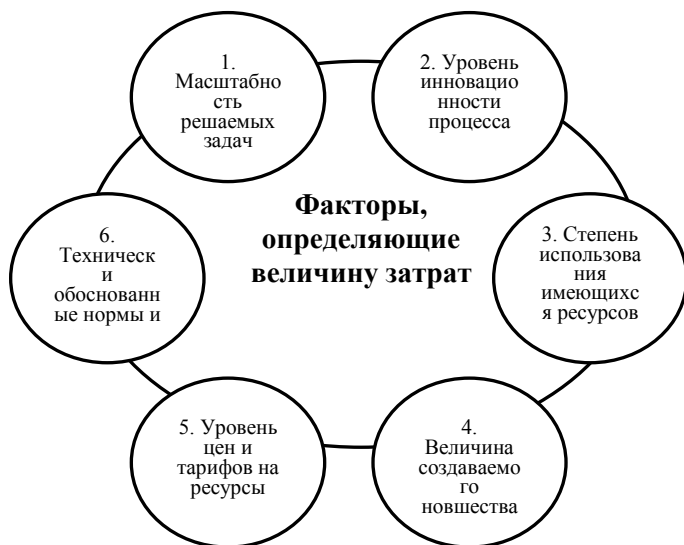 1.
Масштабно
сть
решаемых
задач
2. Уровень
инновацио
нности
процесса
Факторы,
определяющие
величину затрат
3. Степень
использова
ния
имеющихс
я ресурсов
4.
Величина
создаваемо
го
новшества
5. Уровень
цен и
тарифов на
ресурсы
6.
Техническ
и
обоснованн
ые нормы и